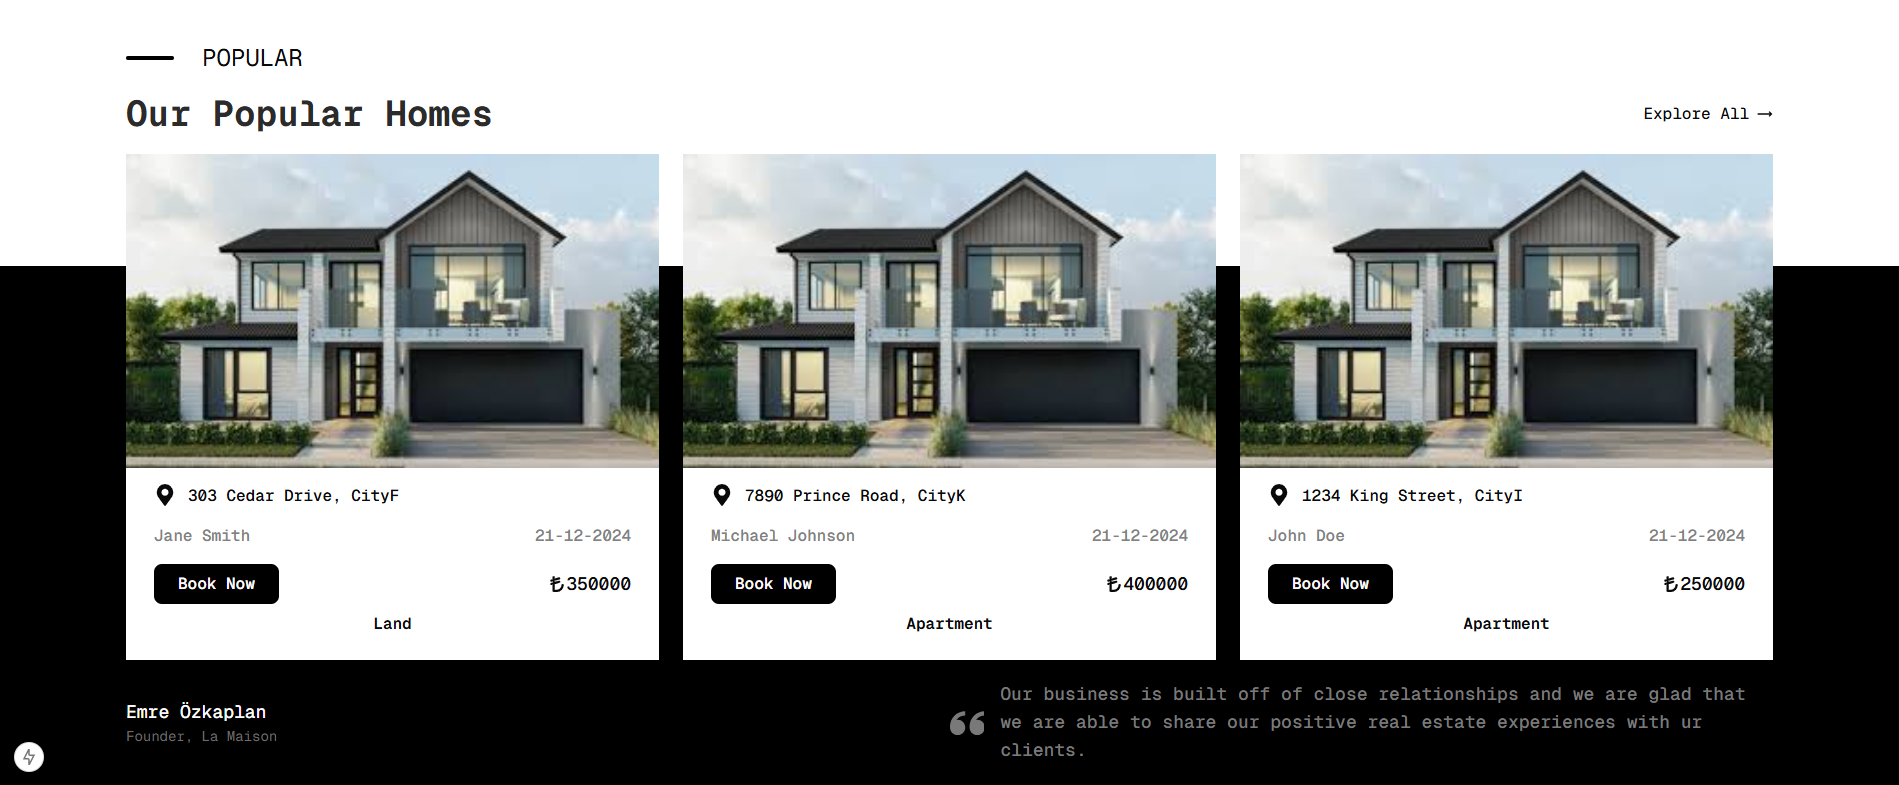 POPULAR
Our Popular Homes
Explore All →
303 Cedar Drive, CityF
Jane Smith 21-12-2024
Book Now ₺350000
Land
7890 Prince Road, CityK
Michael Johnson 21-12-2024
Book Now ₺400000
Apartment
1234 King Street, CityI
John Doe 21-12-2024
Book Now ₺250000
Apartment
Emre Özkaplan
Founder, La Maison
“
Our business is built off of close relationships and we are glad that
we are able to share our positive real estate experiences with ur
clients.